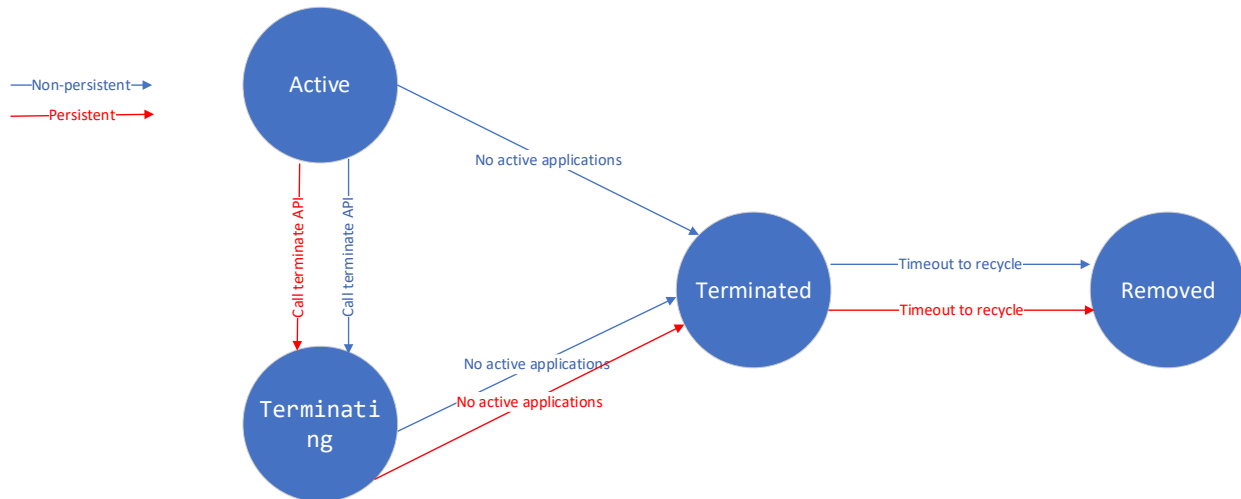 Active
Non-persistent
Persistent
No active applications
Call terminate API
Call terminate API
Terminated
Timeout to recycle
Timeout to recycle
Removed
No active applications
No active applications
Terminati
ng